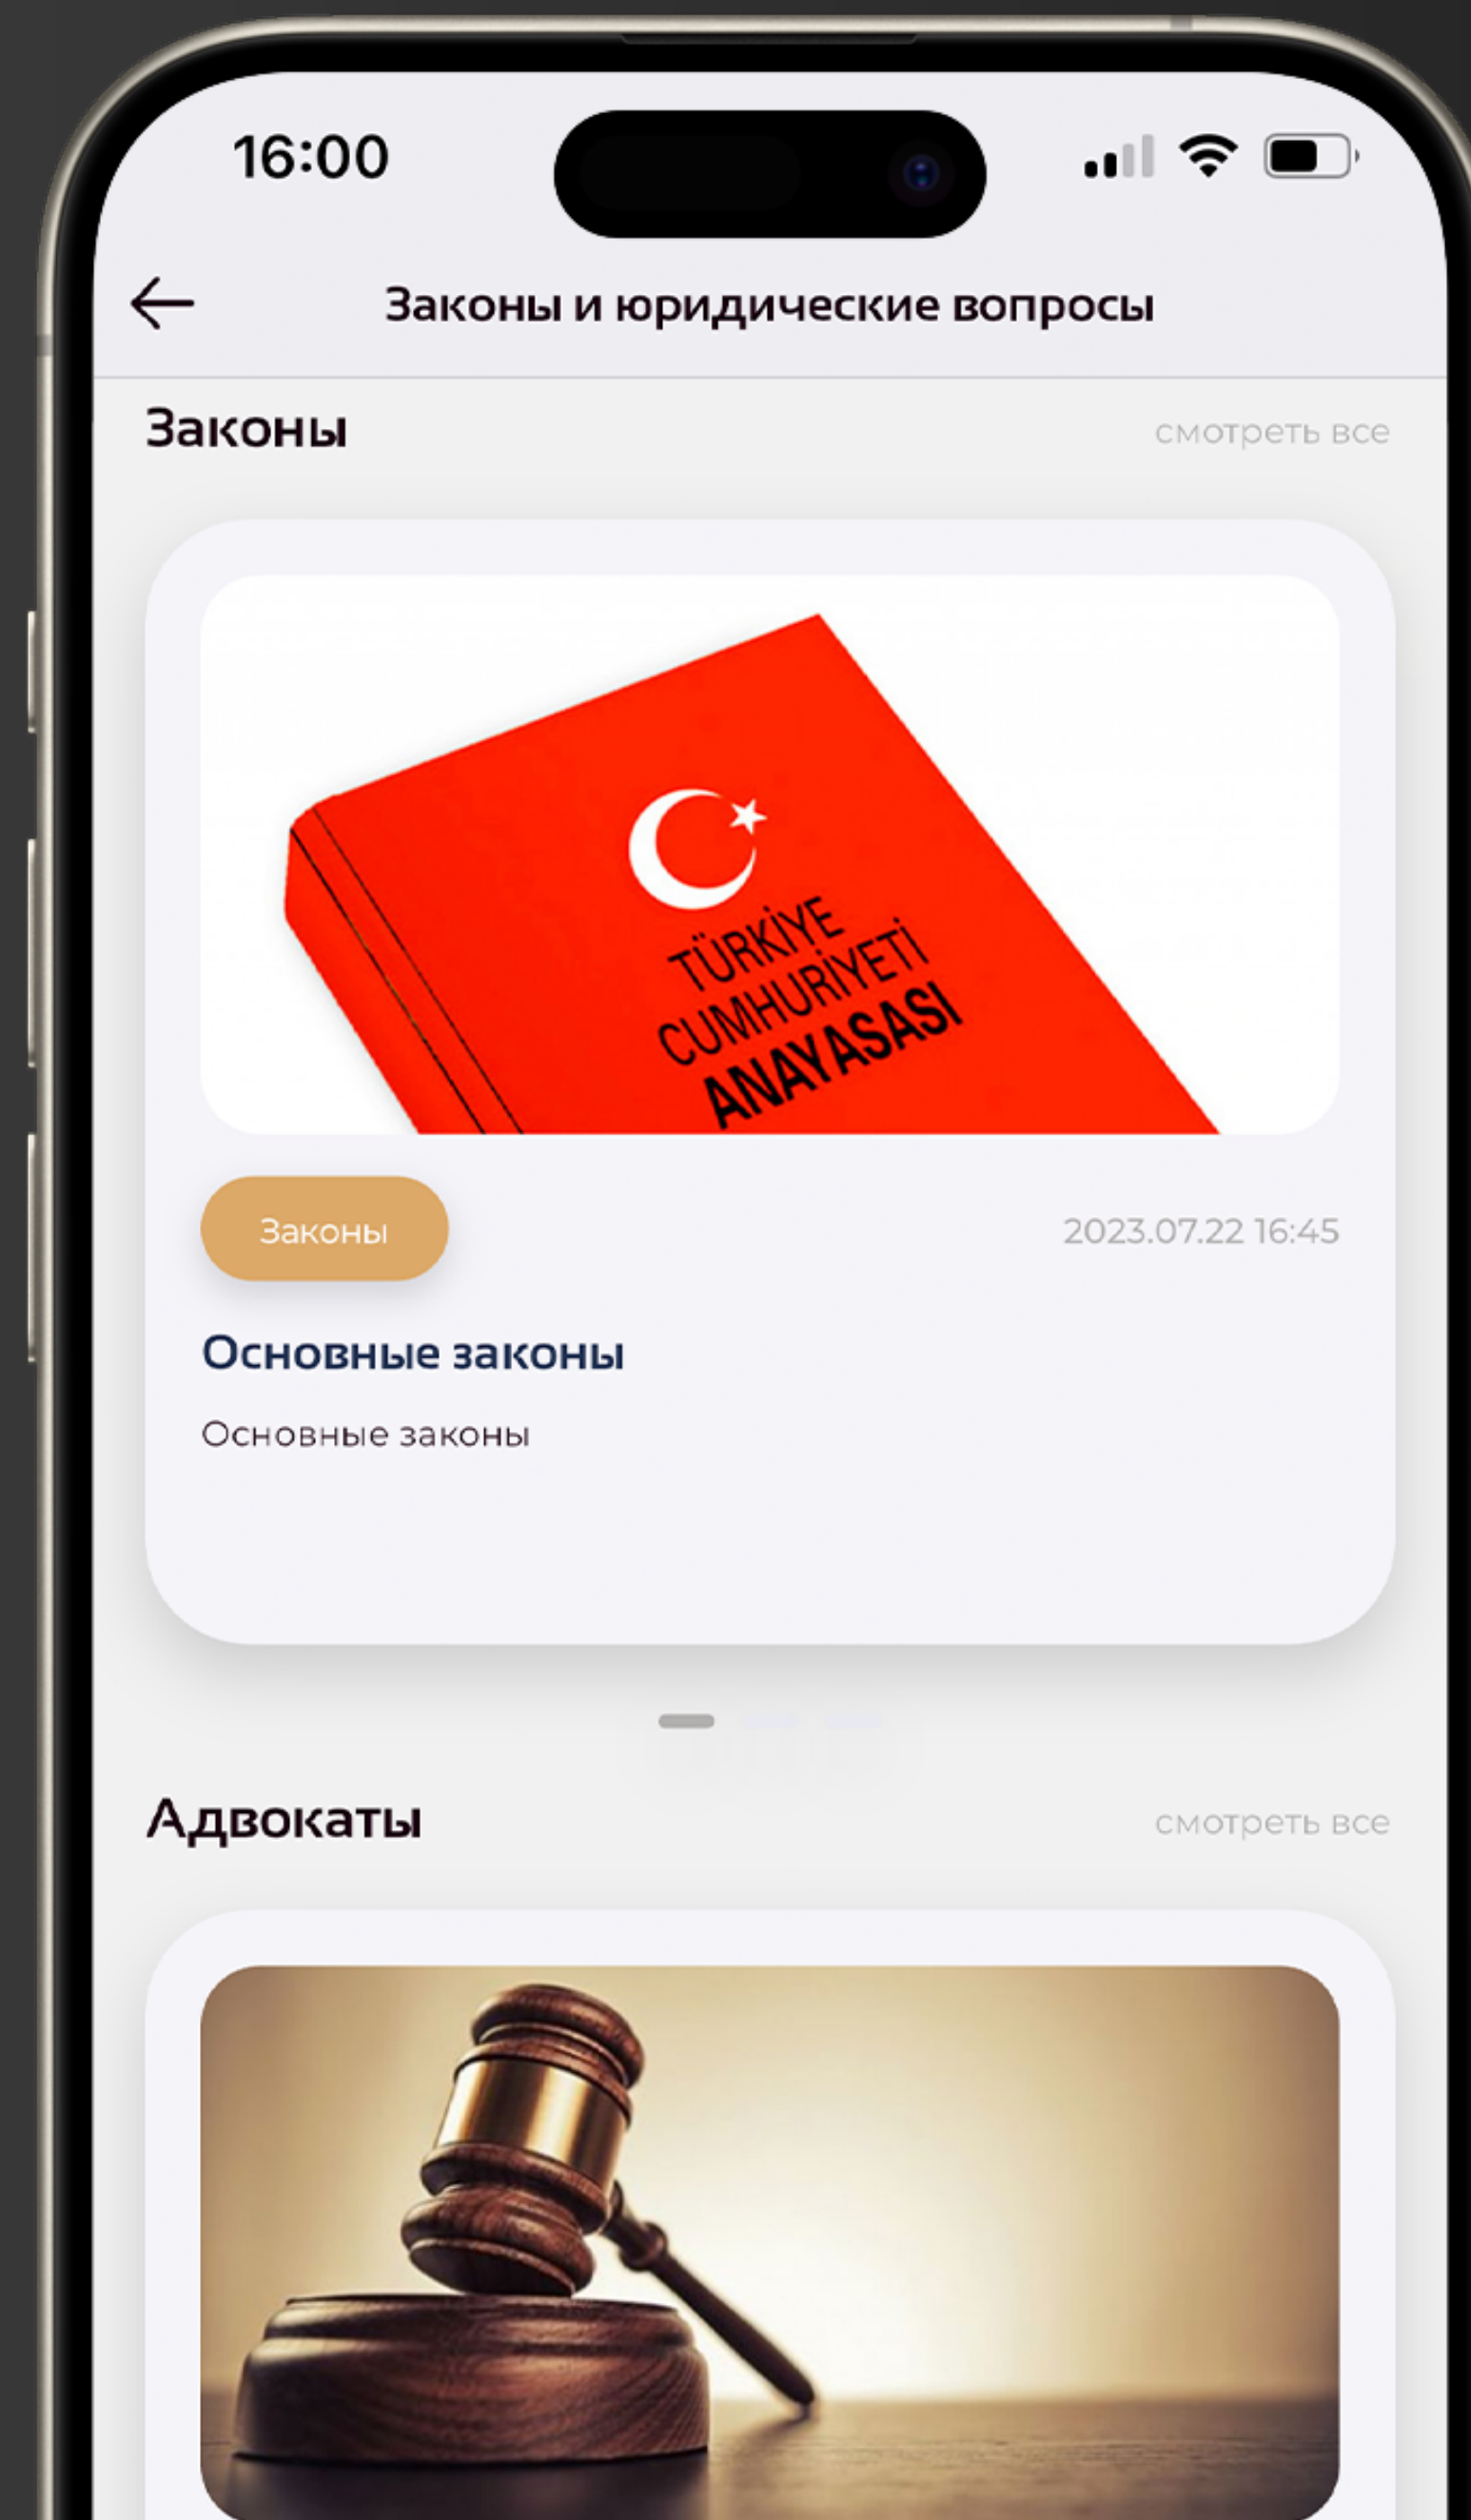 16:00
Законы и юридические вопросы
Законы
смотреть все
TÜRKİYE
CUMHURİYETİ
ANAYASASI
Законы
2023.07.22 16:45
Основные законы
Основные законы
Адвокаты
смотреть все